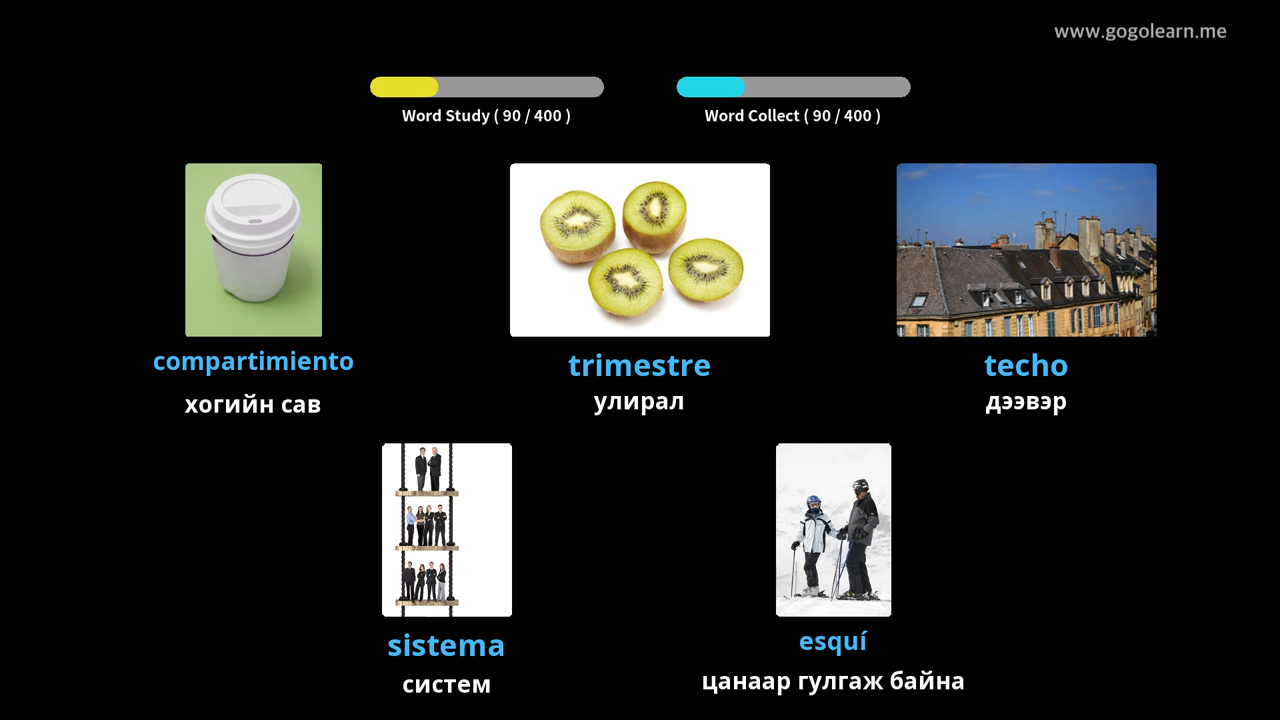 www.gogolearn.me
Word Study ( 90 / 400 )
Word Collect ( 90 / 400 )
compartimiento
хогийн сав
trimestre
улирал
techo
дээвэр
sistema
систем
esquí
цанаар гулгаж байна